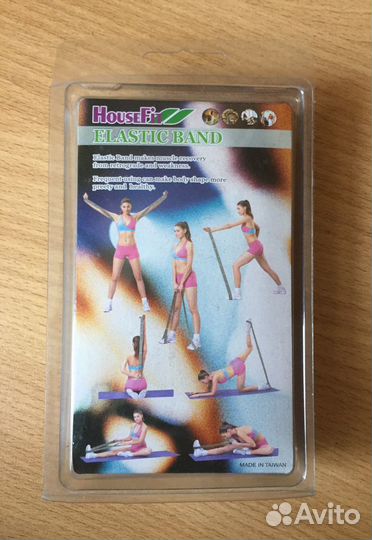 HOUSEFIT
ELASTIC BAND
Elastic Band makes muscle recovery
from retrograde and weakness.
Frequent using can make body shape more
preety and healthy.
MADE IN TAIWAN
Avito